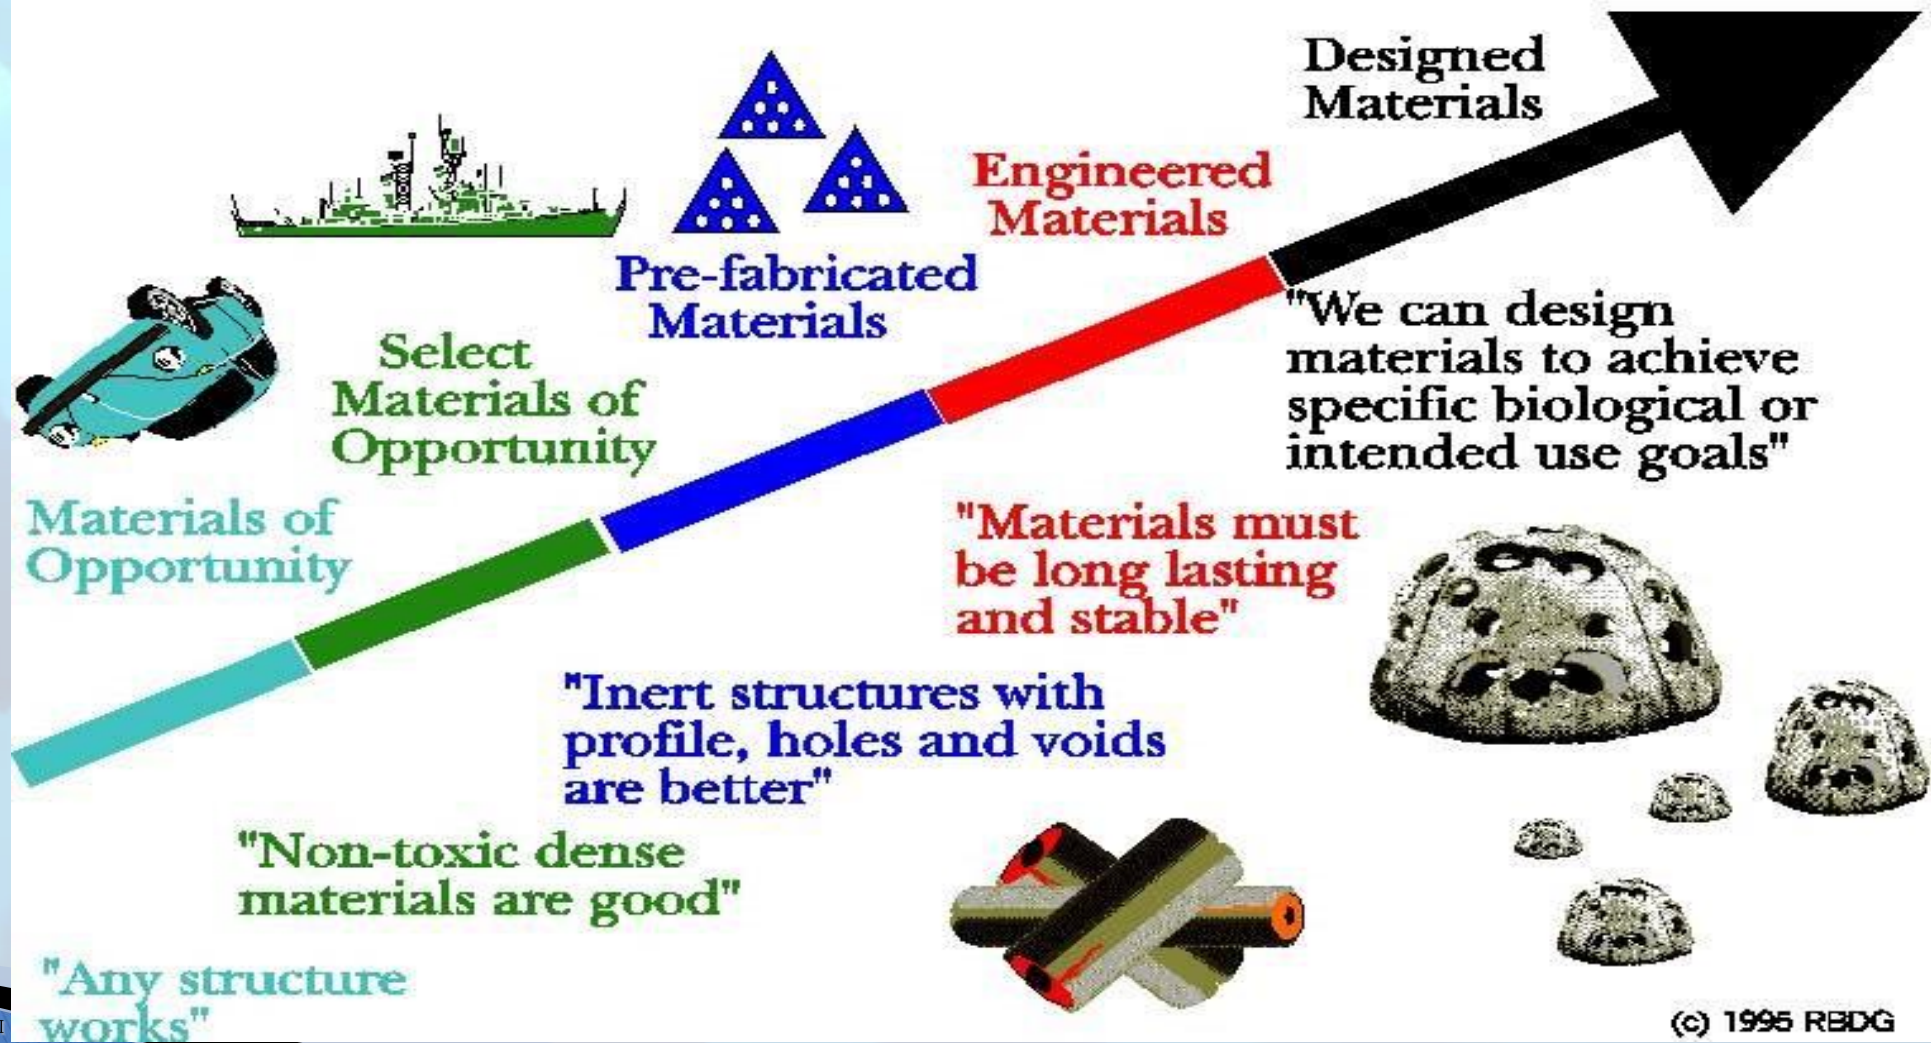 Designed
Materials
Engineered
Materials
Pre-fabricated
Materials
Select
Materials of
Opportunity
Materials of
Opportunity
"We can design
materials to achieve
specific biological or
intended use goals"
"Materials must
be long lasting
and stable"
"Inert structures with
profile, holes and voids
are better"
"Non-toxic dense
materials are good"
"Any structure
works"
(c) 1995 RBDG